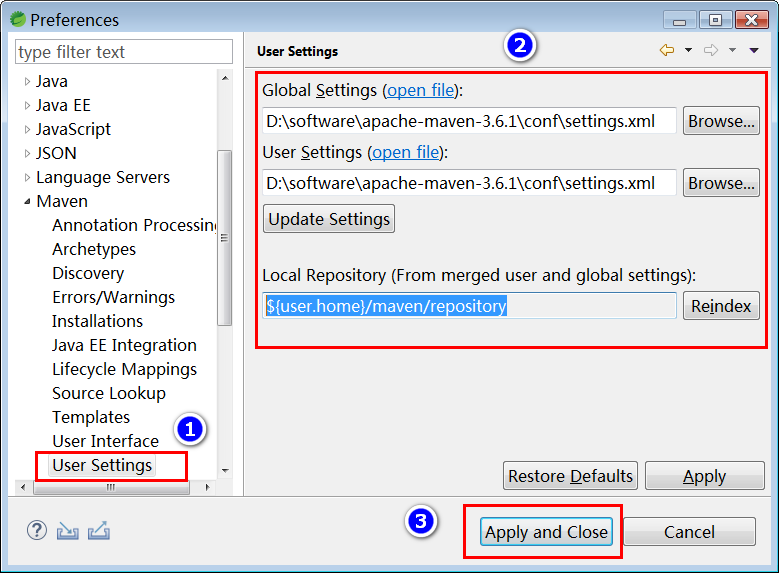 Preferences
type filter text
Java
Java EE
JavaScript
JSON
Language Servers
Maven
Annotation Processing
Archetypes
Discovery
Errors/Warnings
Installations
Java EE Integration
Lifecycle Mappings
Source Lookup
Templates
User Interface
1
User Settings
User Settings
2
Global Settings (open file):
D:\software\apache-maven-3.6.1\conf\settings.xml
Browse...
User Settings (open file):
D:\software\apache-maven-3.6.1\conf\settings.xml
Browse...
Update Settings
Local Repository (From merged user and global settings):
${user.home}/maven/repository
Reindex
Restore Defaults
Apply
3
Apply and Close
Cancel